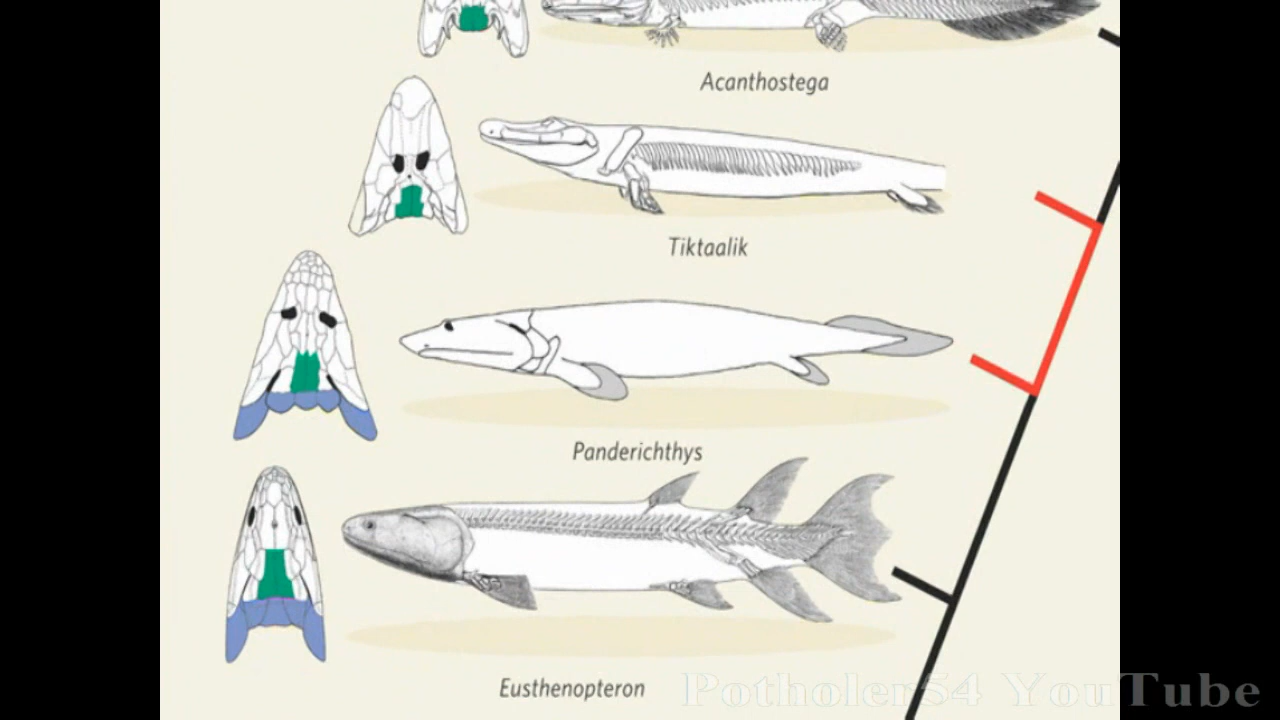 Acanthostega
Tiktaalik
Panderichthys
Eusthenopteron
Potholer54 YouTube